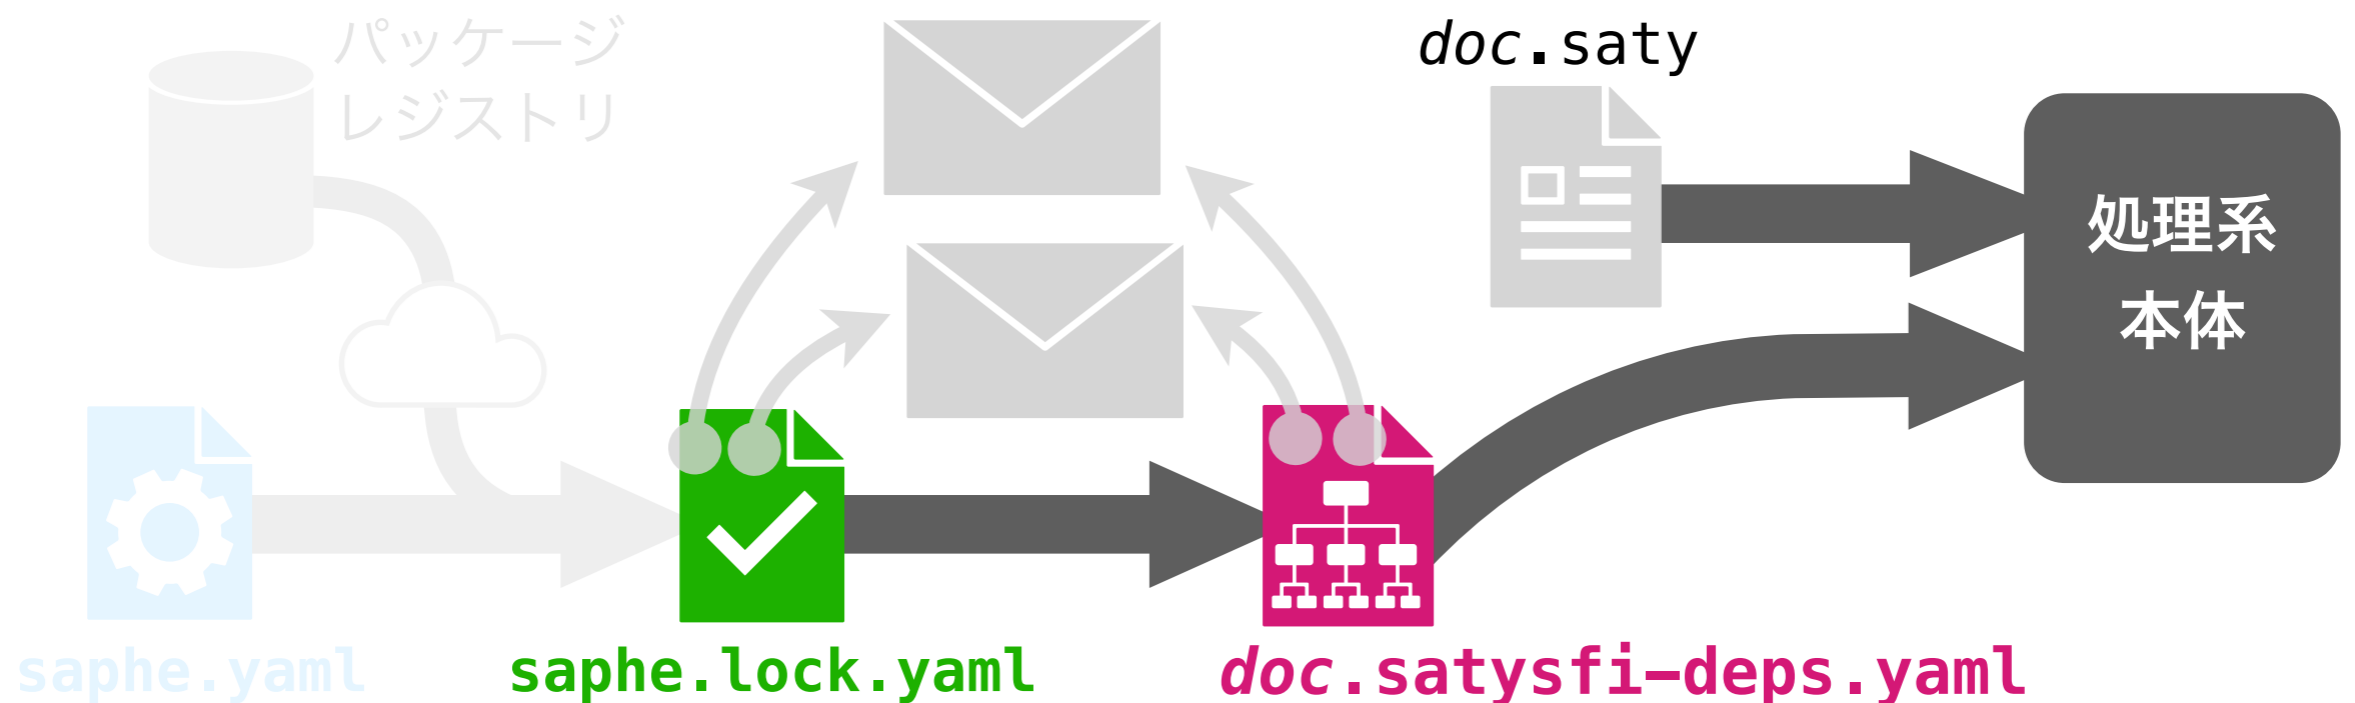 パッケージ
レジストリ
doc.saty
処理系
本体
saphe.yaml
saphe.lock.yaml
doc.satysfi-deps.yaml